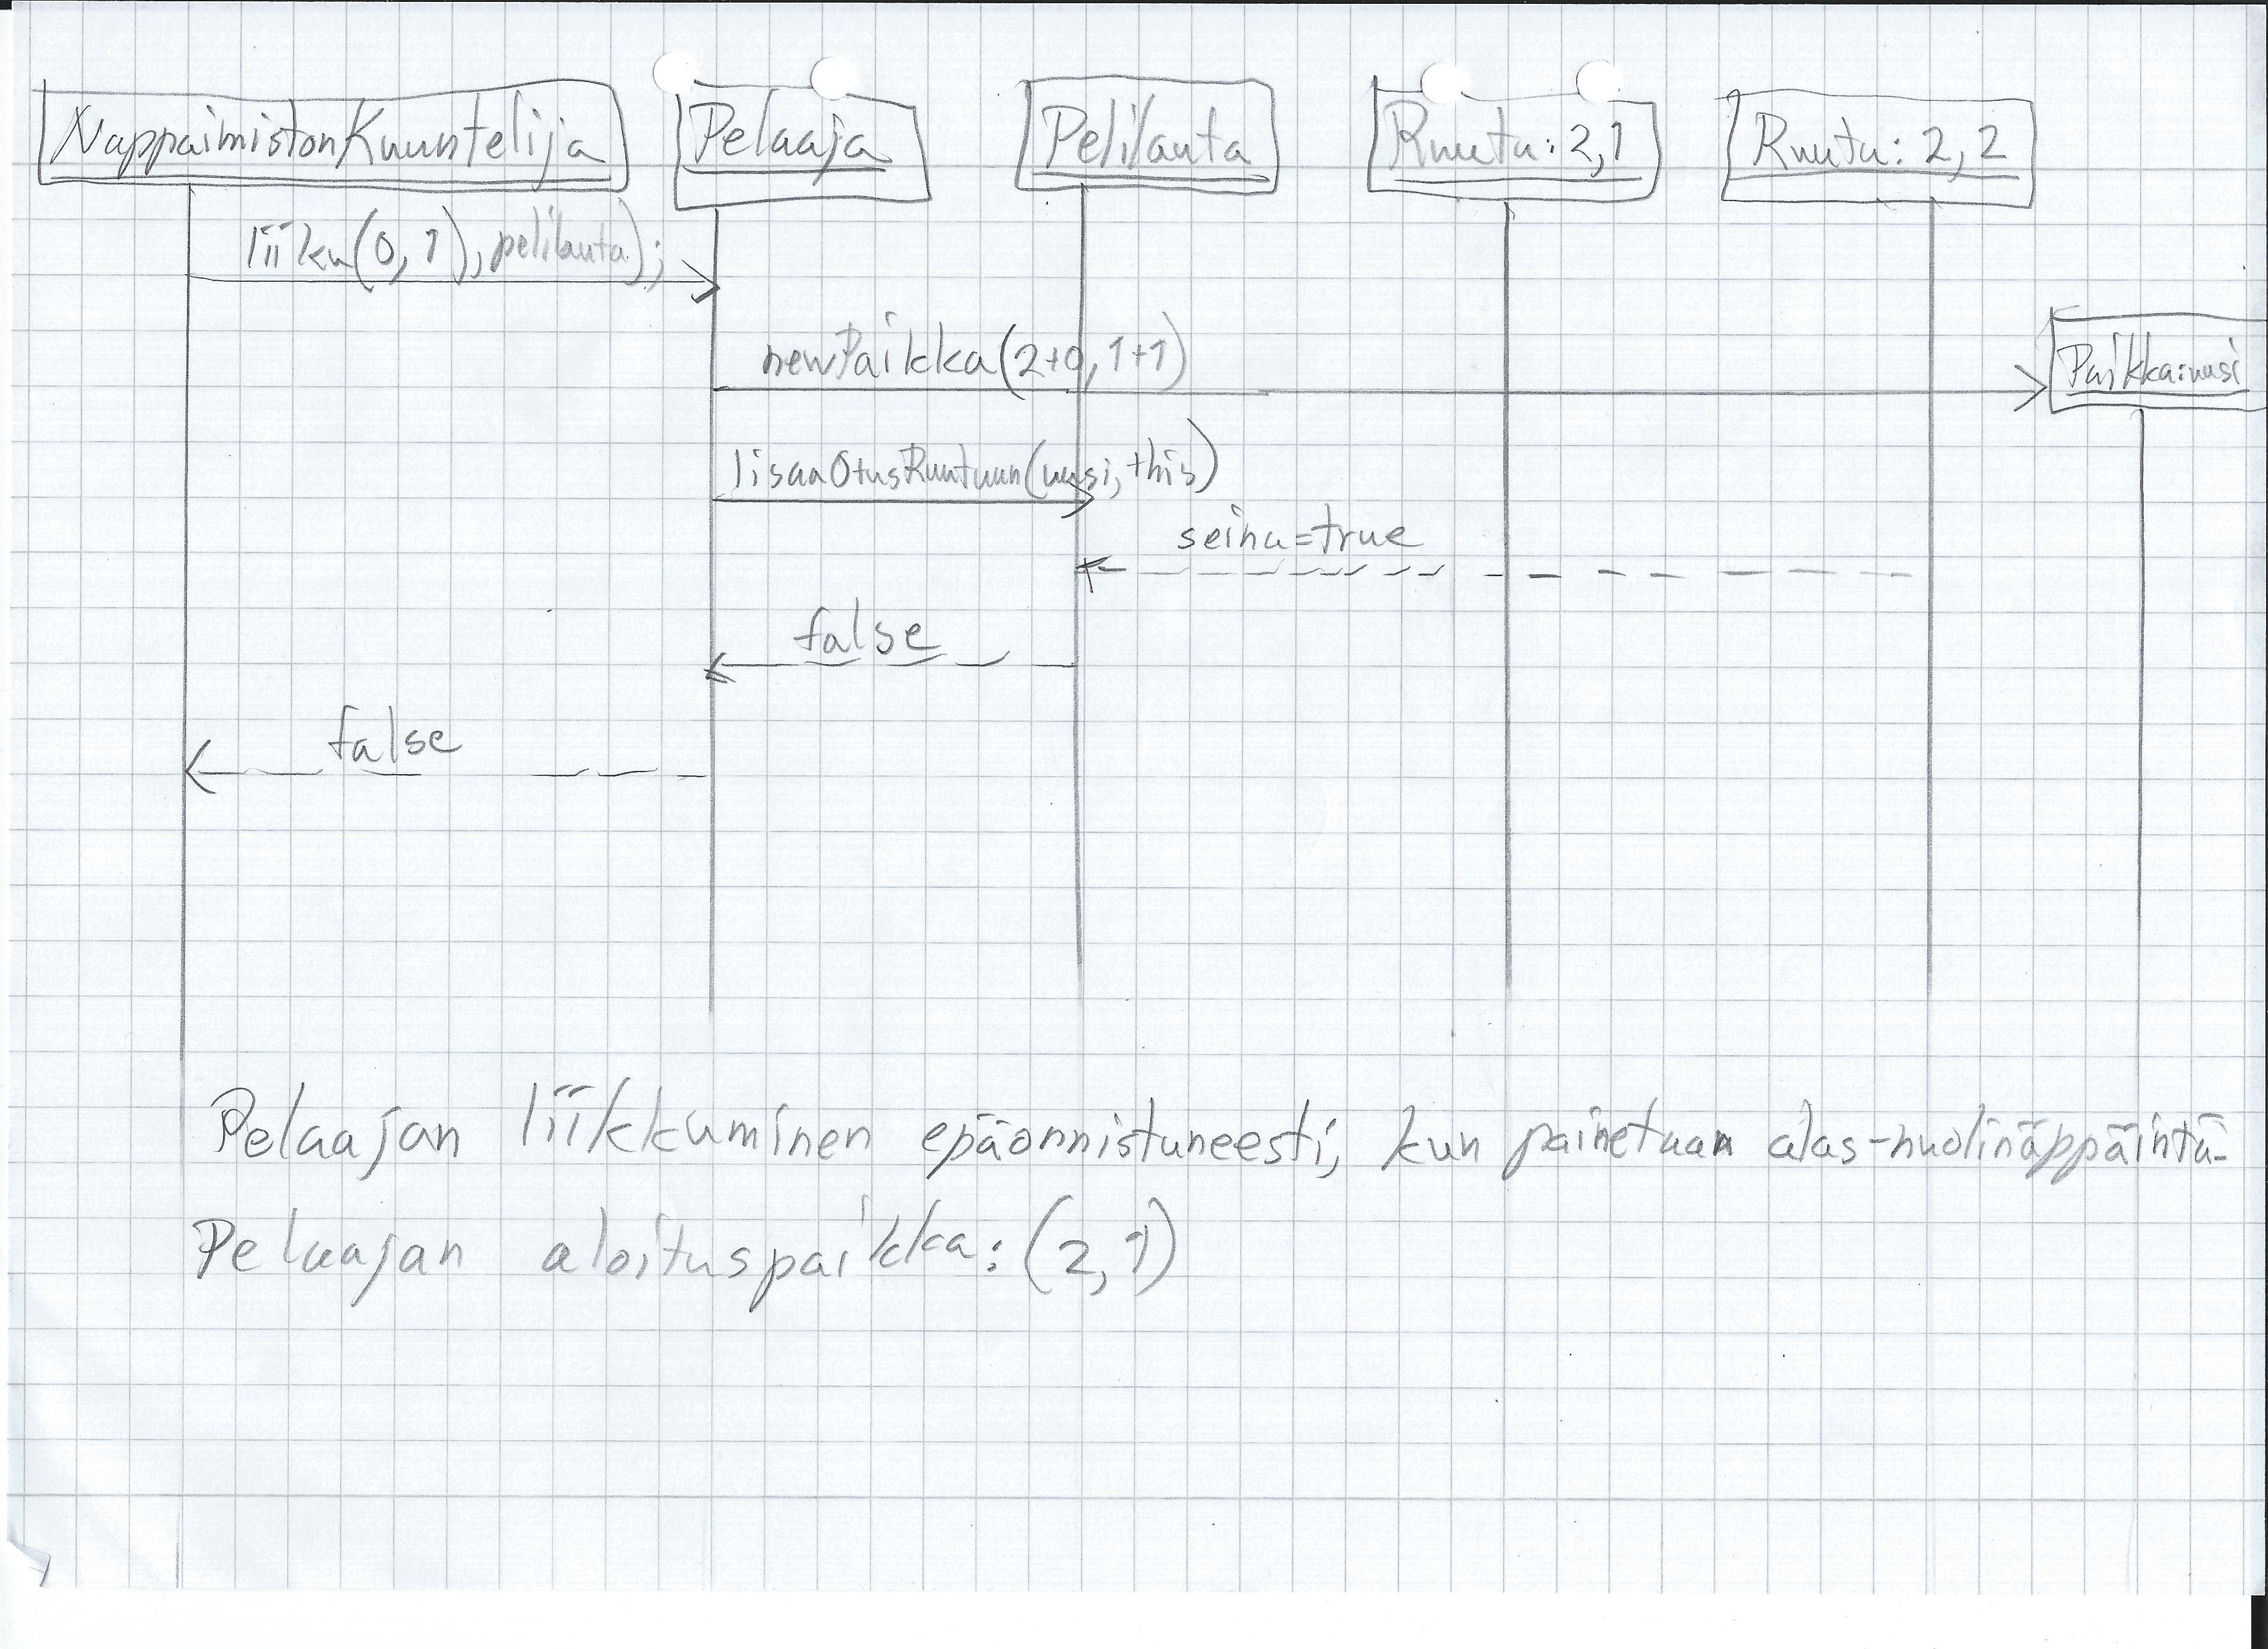 NappaimistonKuuntelija Pelaaja Pelilauta Ruutu:2,1 Ruutu:2,2
liiku(0,1),pelilauta);
newPaikka(2+0,1+1)
Paikka:uusi
lisaaOtusRuutuun(uusi,this)
seina=true
false
false
Pelaajan liikkuminen epäonnistuneesti, kun painetaan alas-nuolinäppäintä.
Pelaajan aloituspaikka:(2,1)